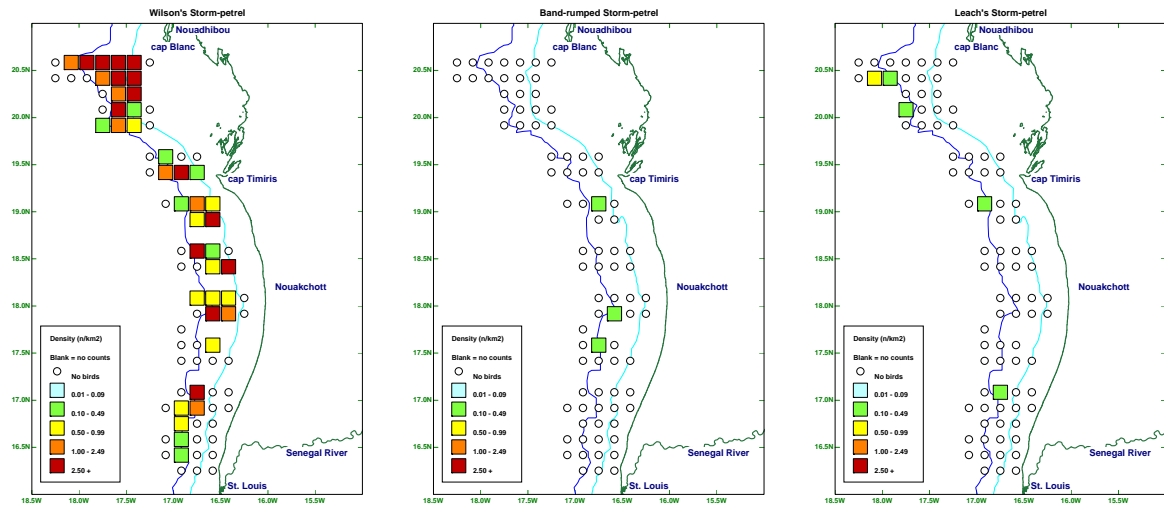 Wilson's Storm-petrel
Nouadhibou
cap Blanc
20.5N
20.0N
19.5N
cap Timiris
19.0N
18.5N
Nouakchott
18.0N
17.5N
17.0N
16.5N
Density (n/km2)
Blank = no counts
No birds
0.01 - 0.09
0.10 - 0.49
0.50 - 0.99
1.00 - 2.49
2.50 +
Senegal River
St. Louis
18.5W 18.0W 17.5W 17.0W 16.5W 16.0W
Band-rumped Storm-petrel
Nouadhibou
cap Blanc
20.5N
20.0N
19.5N
cap Timiris
19.0N
18.5N
Nouakchott
18.0N
17.5N
17.0N
16.5N
Density (n/km2)
Blank = no counts
No birds
0.01 - 0.09
0.10 - 0.49
0.50 - 0.99
1.00 - 2.49
2.50 +
Senegal River
St. Louis
18.5W 18.0W 17.5W 17.0W 16.5W 16.0W
Leach's Storm-petrel
Nouadhibou
cap Blanc
20.5N
20.0N
19.5N
cap Timiris
19.0N
18.5N
Nouakchott
18.0N
17.5N
17.0N
16.5N
Density (n/km2)
Blank = no counts
No birds
0.01 - 0.09
0.10 - 0.49
0.50 - 0.99
1.00 - 2.49
2.50 +
Senegal River
St. Louis
18.5W 18.0W 17.5W 17.0W 16.5W 16.0W